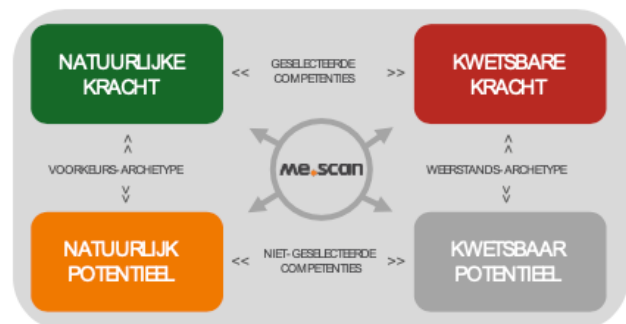 NATUURLIJKE
KRACHT
<< GESELECTEERDE >>
COMPETENTIES
KWETSBARE
KRACHT
VOORKEURS-ARCHETYPE
me.scan
WEERSTANDS-ARCHETYPE
NATUURLIJK
POTENTIEEL
<< NIET-GESELECTEERDE >>
COMPETENTIES
KWETSBAAR
POTENTIEEL